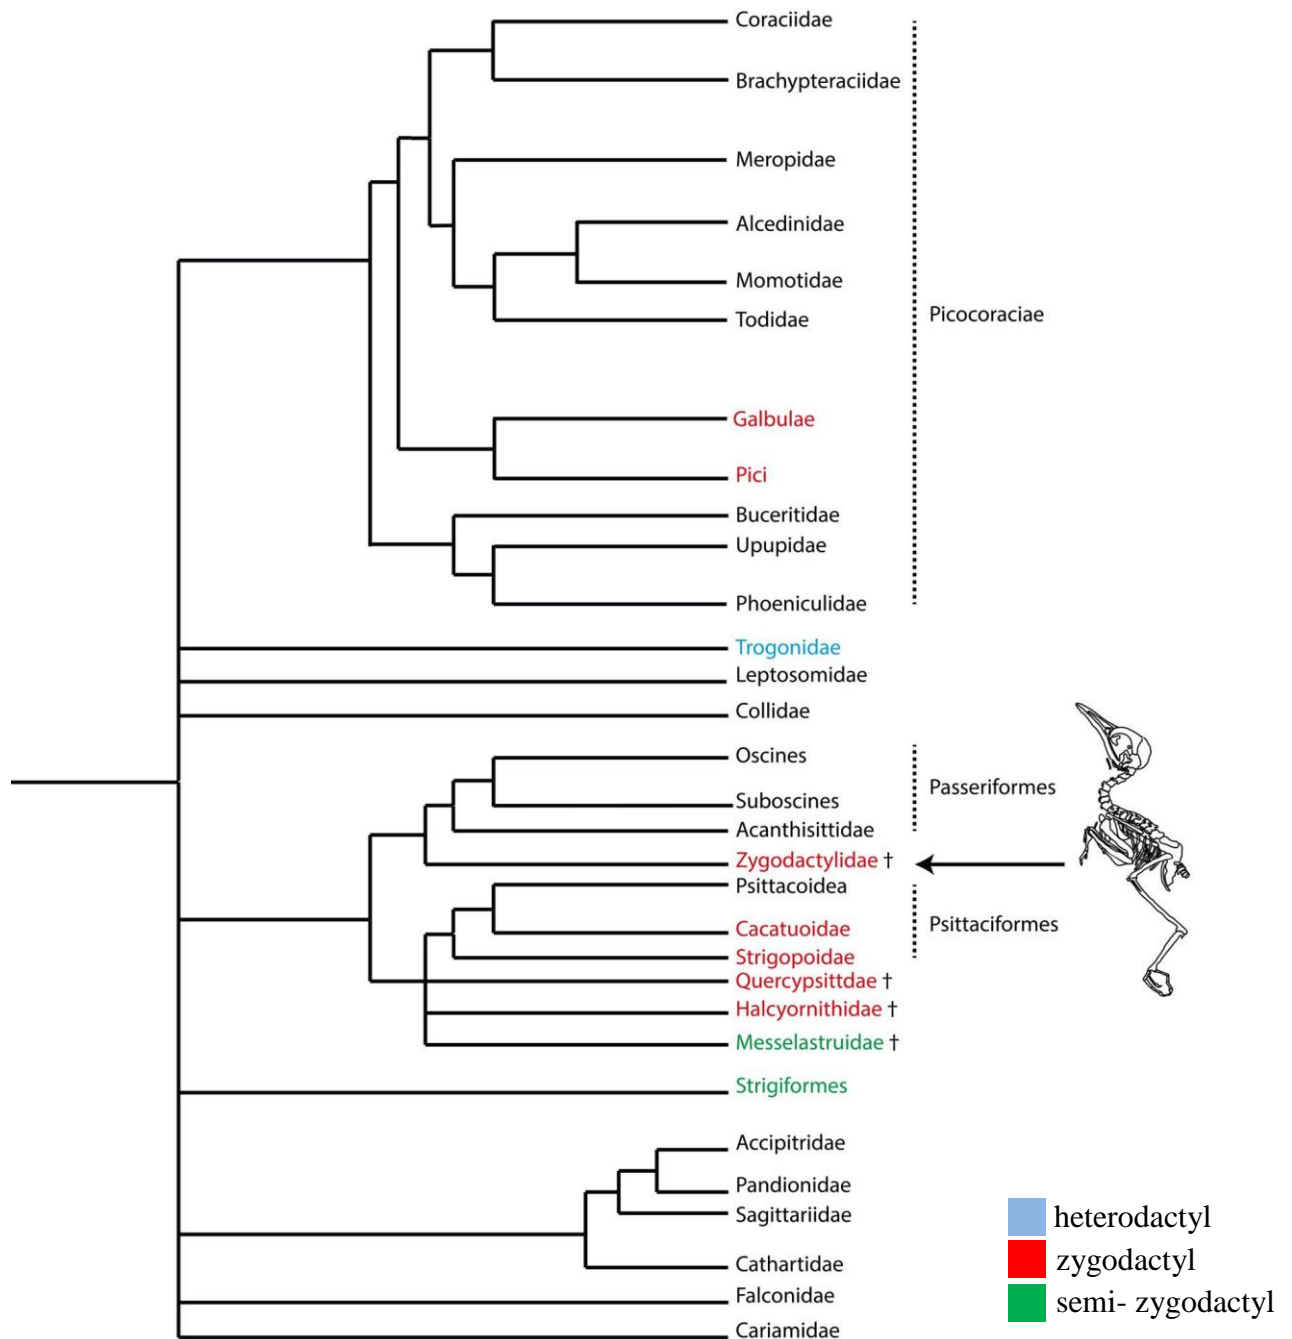 Coraciidae
Brachypteraciidae
Meropidae
Alcedinidae
Momotidae
Picocoraciae
Todidae
Galbulae
Pici
Buceritidae
Upupidae
Phoeniculidae
Trogonidae
Leptosomidae
Collidae
Oscines
Passeriformes
Suboscines
Acanthisittidae
Zygodactylidae †
Psittacoidea
Cacatuoidae
Psittaciformes
Strigopoidae
Quercypsittdae †
Halcyornithidae †
Messelastruidae †
Strigiformes
Accipitridae
Pandionidae
Sagittariidae
Cathartidae
Falconidae
Cariamidae
heterodactyl
zygodactyl
semi- zygodactyl